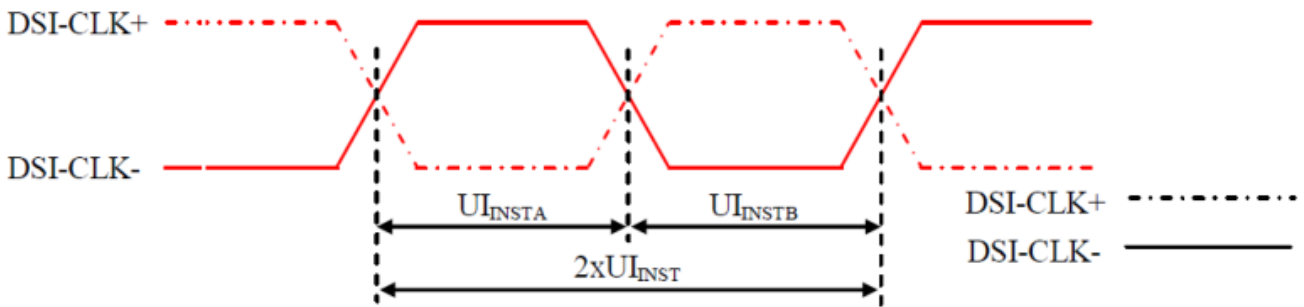 DSI-CLK+
DSI-CLK-
UIINSTA UIINSTB
DSI-CLK+
DSI-CLK-
2xUIINST